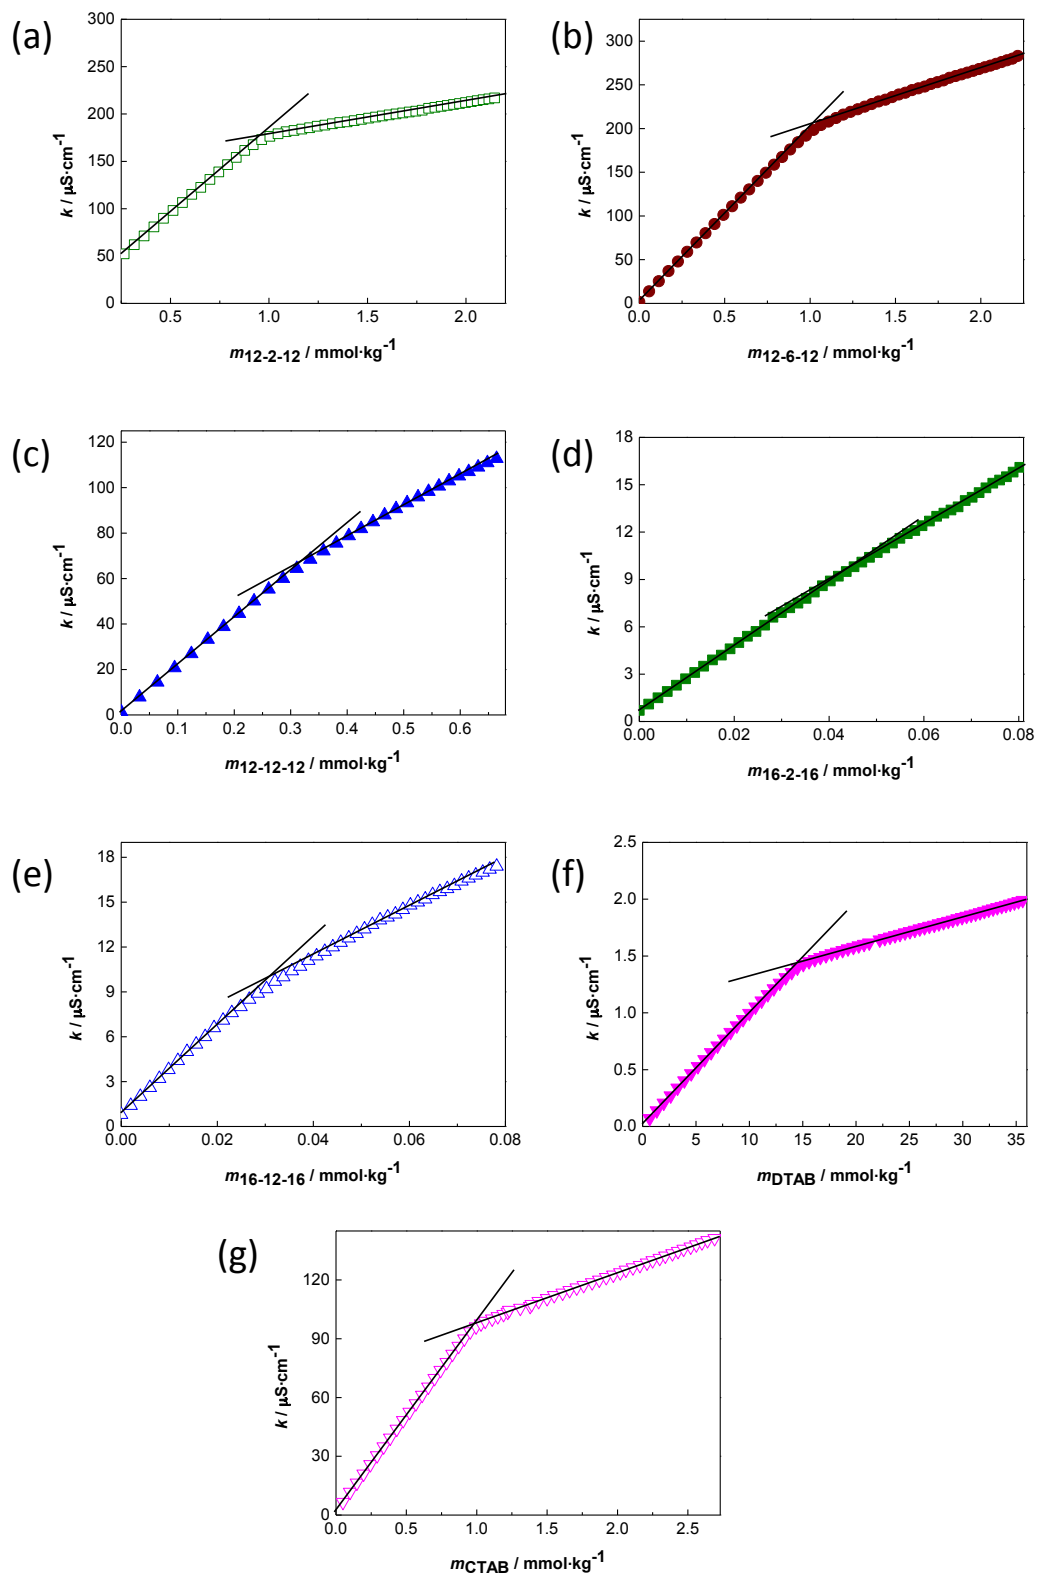 (a)
300
250
200
150
100
50
0
k / μS·cm-1
0.5 1.0 1.5 2.0
m12-2-12 / mmol·kg-1
(b)
300
250
200
150
100
50
0
k / μS·cm-1
0.0 0.5 1.0 1.5 2.0
m12-6-12 / mmol·kg-1
(c)
120
100
80
60
40
20
0
k / μS·cm-1
0.0 0.1 0.2 0.3 0.4 0.5 0.6
m12-12-12 / mmol·kg-1
(d)
18
15
12
9
6
3
0
k / μS·cm-1
0.00 0.02 0.04 0.06 0.08
m16-2-16 / mmol·kg-1
(e)
18
15
12
9
6
3
0
k / μS·cm-1
0.00 0.02 0.04 0.06 0.08
m16-12-16 / mmol·kg-1
(f)
2.5
2.0
1.5
1.0
0.5
0.0
k / μS·cm-1
0 5 10 15 20 25 30 35
mDTAB / mmol·kg-1
(g)
120
90
60
30
0
k / μS·cm-1
0.0 0.5 1.0 1.5 2.0 2.5
mCTAB / mmol·kg-1